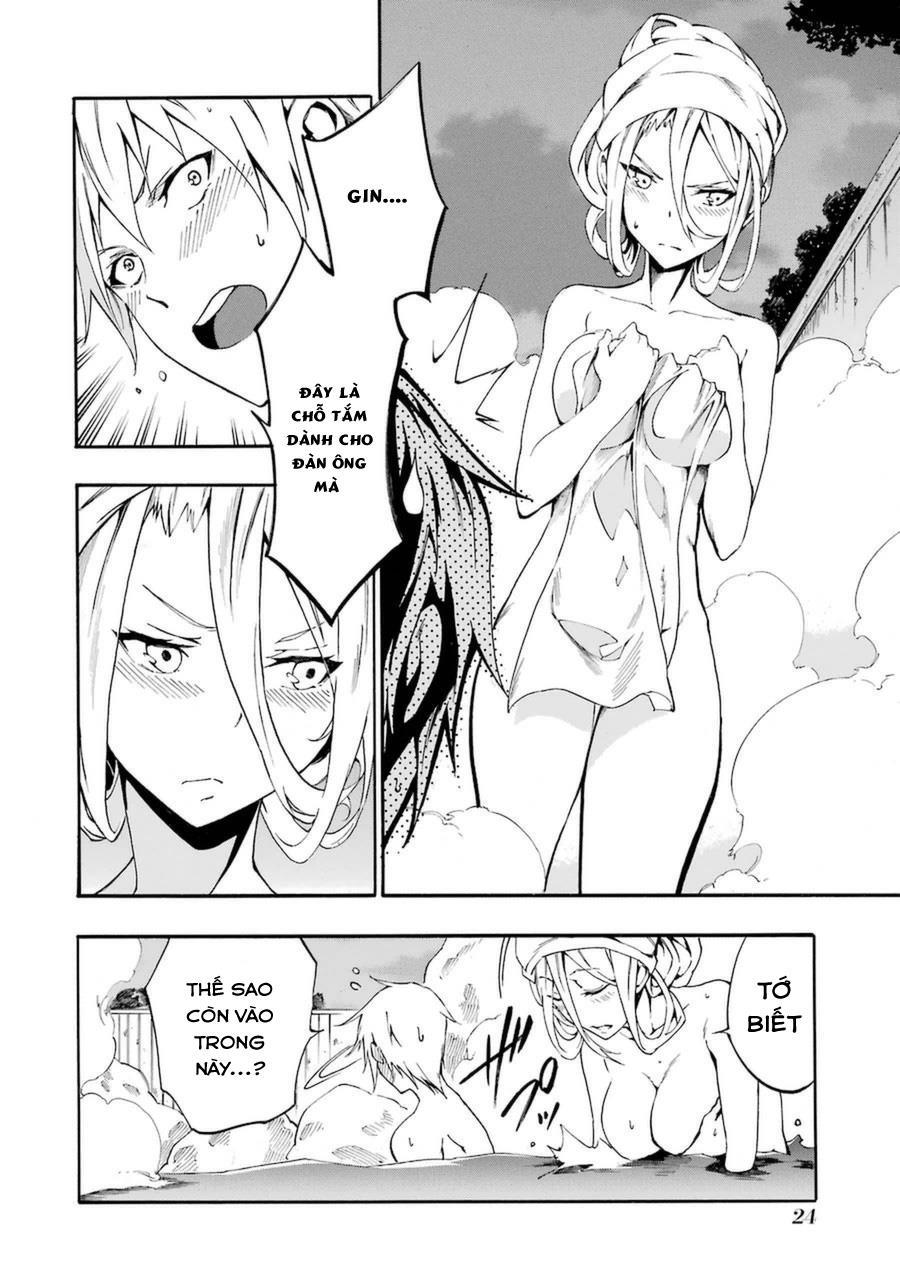 GIN....
ĐÂY LÀ
CHỖ TẮM
DÀNH CHO
ĐÀN ÔNG
MÀ
TỚ
BIẾT
THẾ SAO
CÒN VÀO
TRONG
NÀY...?
24